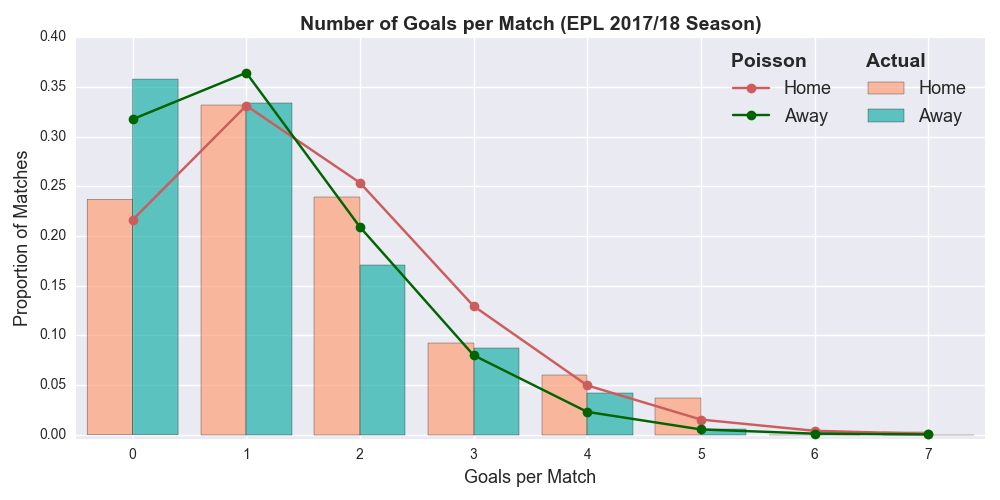 Number of Goals per Match (EPL 2017/18 Season)
Poisson Actual
Home Home
Away Away
Proportion of Matches
0.40
0.35
0.30
0.25
0.20
0.15
0.10
0.05
0.00
0 1 2 3 4 5 6 7
Goals per Match